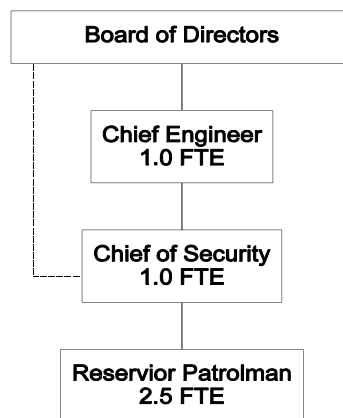 Board of Directors
Chief Engineer
1.0 FTE
Chief of Security
1.0 FTE
Reservior Patrolman
2.5 FTE